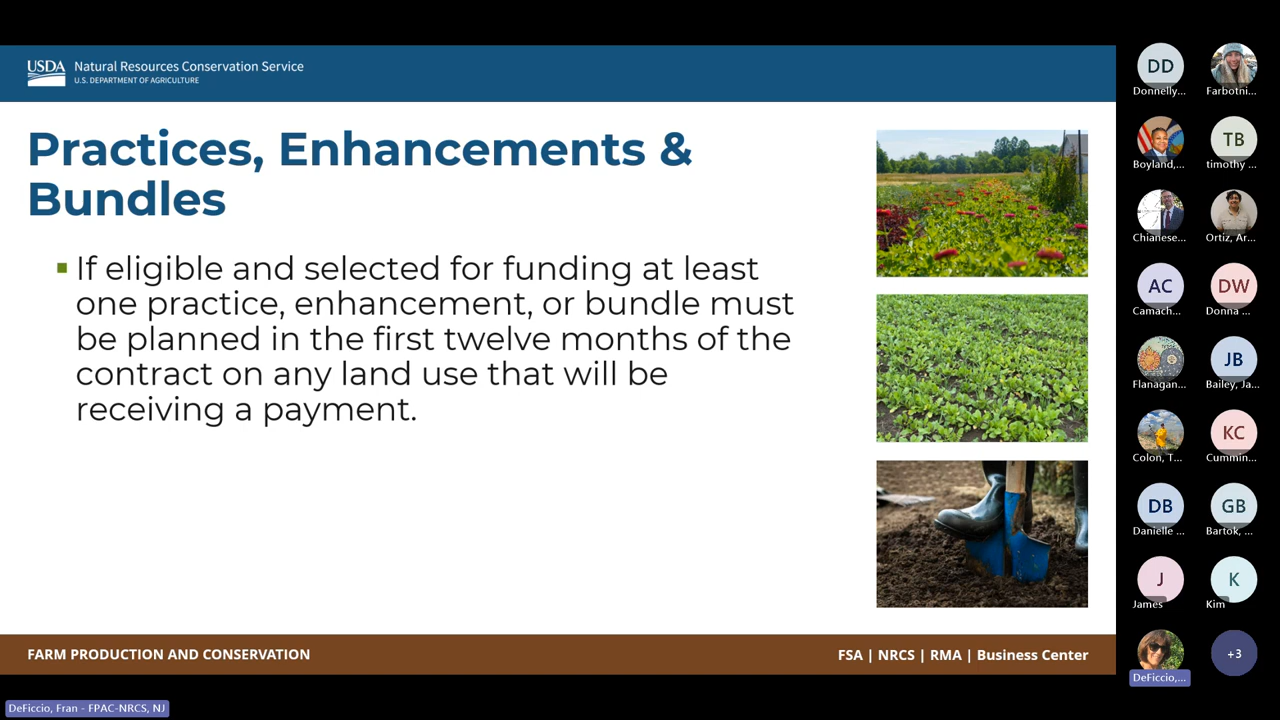 USDA
Natural Resources Conservation Service
U.S. DEPARTMENT OF AGRICULTURE
Practices, Enhancements &
Bundles
If eligible and selected for funding at least
one practice, enhancement, or bundle must
be planned in the first twelve months of the
contract on any land use that will be
receiving a payment.
FARM PRODUCTION AND CONSERVATION
FSA | NRCS | RMA | Business Center
DD
Donnelly...
Farbotni...
Boyland,...
TB
timothy ...
Chianese...
Ortiz, Ar...
AC
Camach...
DW
Donna ...
Flanagan...
JB
Bailey, Ja...
Colon, T...
KC
Cummin...
DB
Danielle ...
GB
Bartok, ...
J
James
K
Kim
DeFiccio,...
+3
DeFiccio, Fran - FPAC-NRCS, NJ